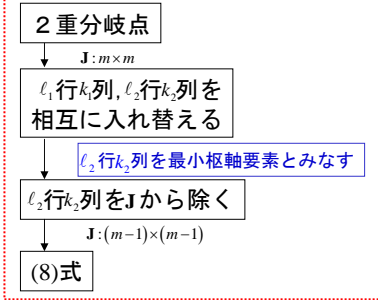 ２重分岐点
J:m×m
ℓ₁行k₁列,ℓ₂行k₂列を
相互に入れ替える
ℓ₂行k₂列を最小枢軸要素とみなす
ℓ₂行k₂列をJから除く
J:(m−1)×(m−1)
(8)式